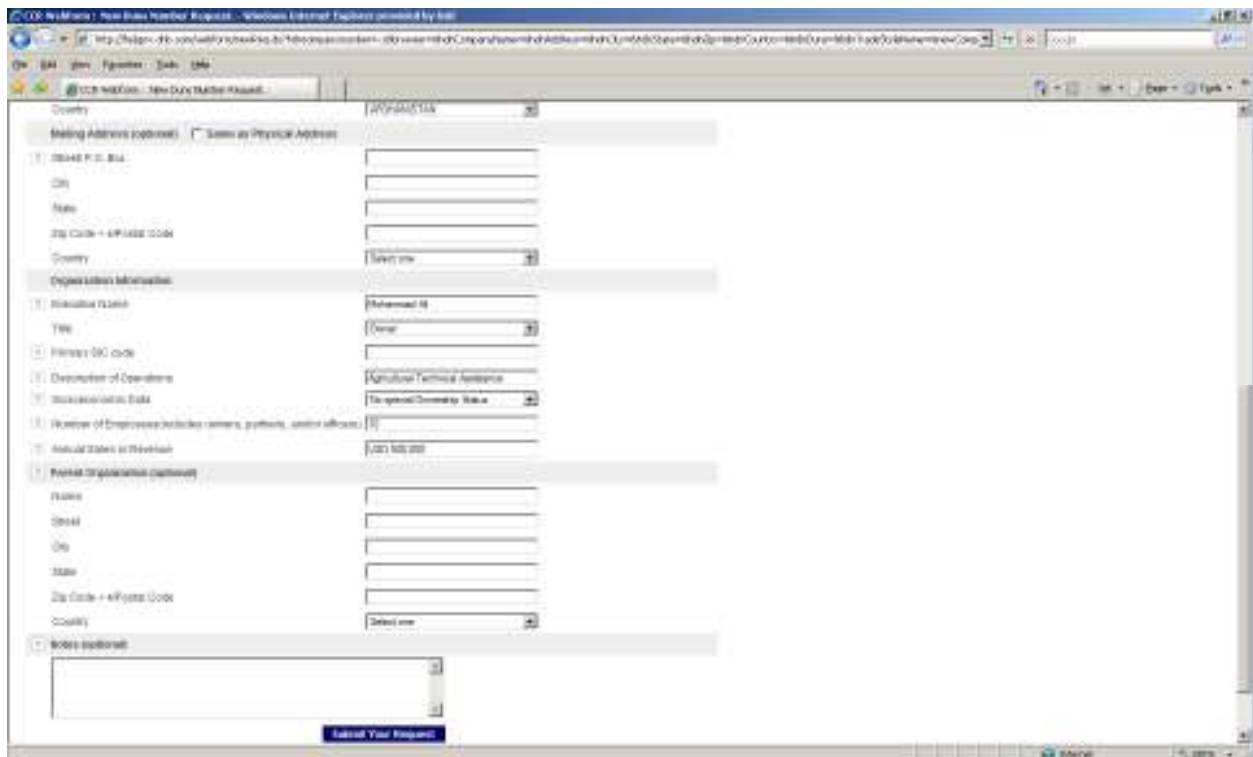 CCR WebForm : New Duns Number Request - Windows Internet Explorer provided by
File Edit View Favorites Tools Help
CCR WebForm : New Duns Number Request Page Tools
Country AFGHANISTAN
Mailing Address (optional) Same as Physical Address
Street/ P.O. Box
City
State
Zip Code + 4/Postal Code
Country Select one
Organization Information
Executive Name Mohammad Ali
Title Owner
Primary SIC code
Description of Operations Agricultural Technical Assistance
Socioeconomic Data No special Ownership Status
Number of Employees(includes owners, partners, and/or officers)
Annual Sales or Revenue USD 500,000
Parent Organization (optional)
Name
Street
City
State
Zip Code + 4/Postal Code
Country Select one
Notes (optional)
Submit Your Request
Internet